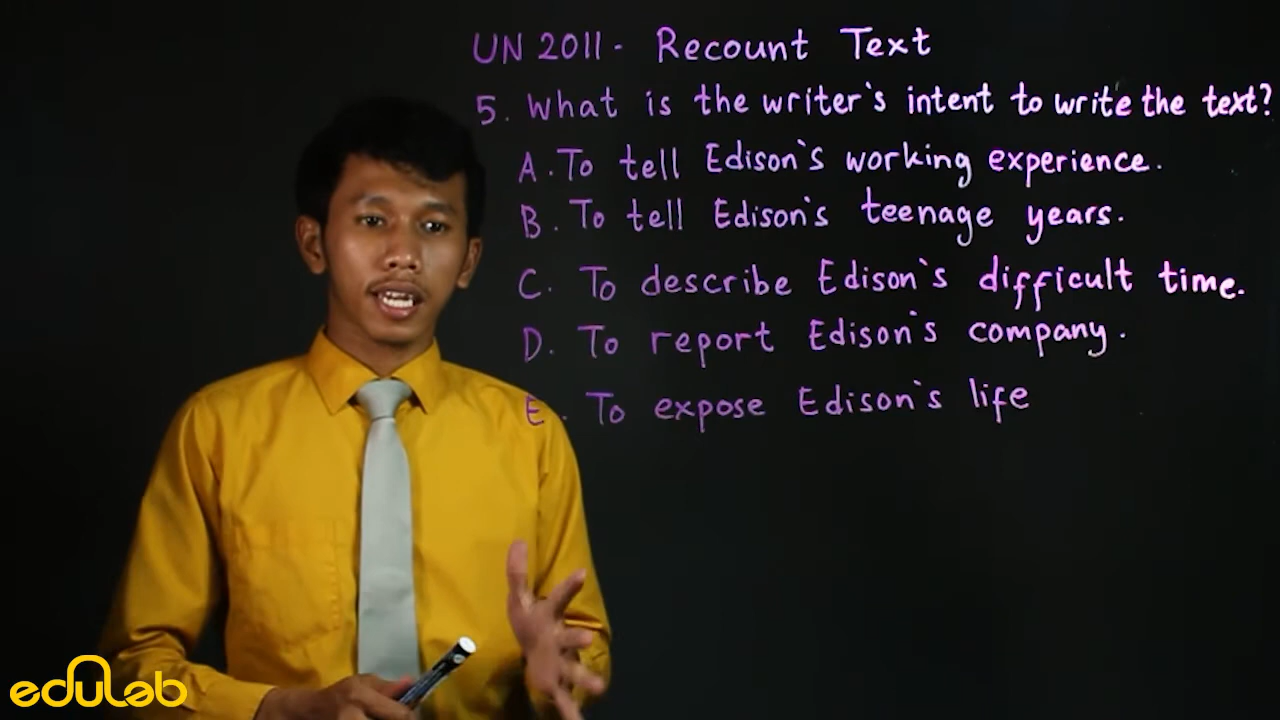 UN 2011 - Recount Text
5. What is the writer's intent to write the text?
A. To tell Edison's working experience.
B. To tell Edison's teenage years.
C. To describe Edison's difficult time.
D. To report Edison's company.
E. To expose Edison's life
edulab